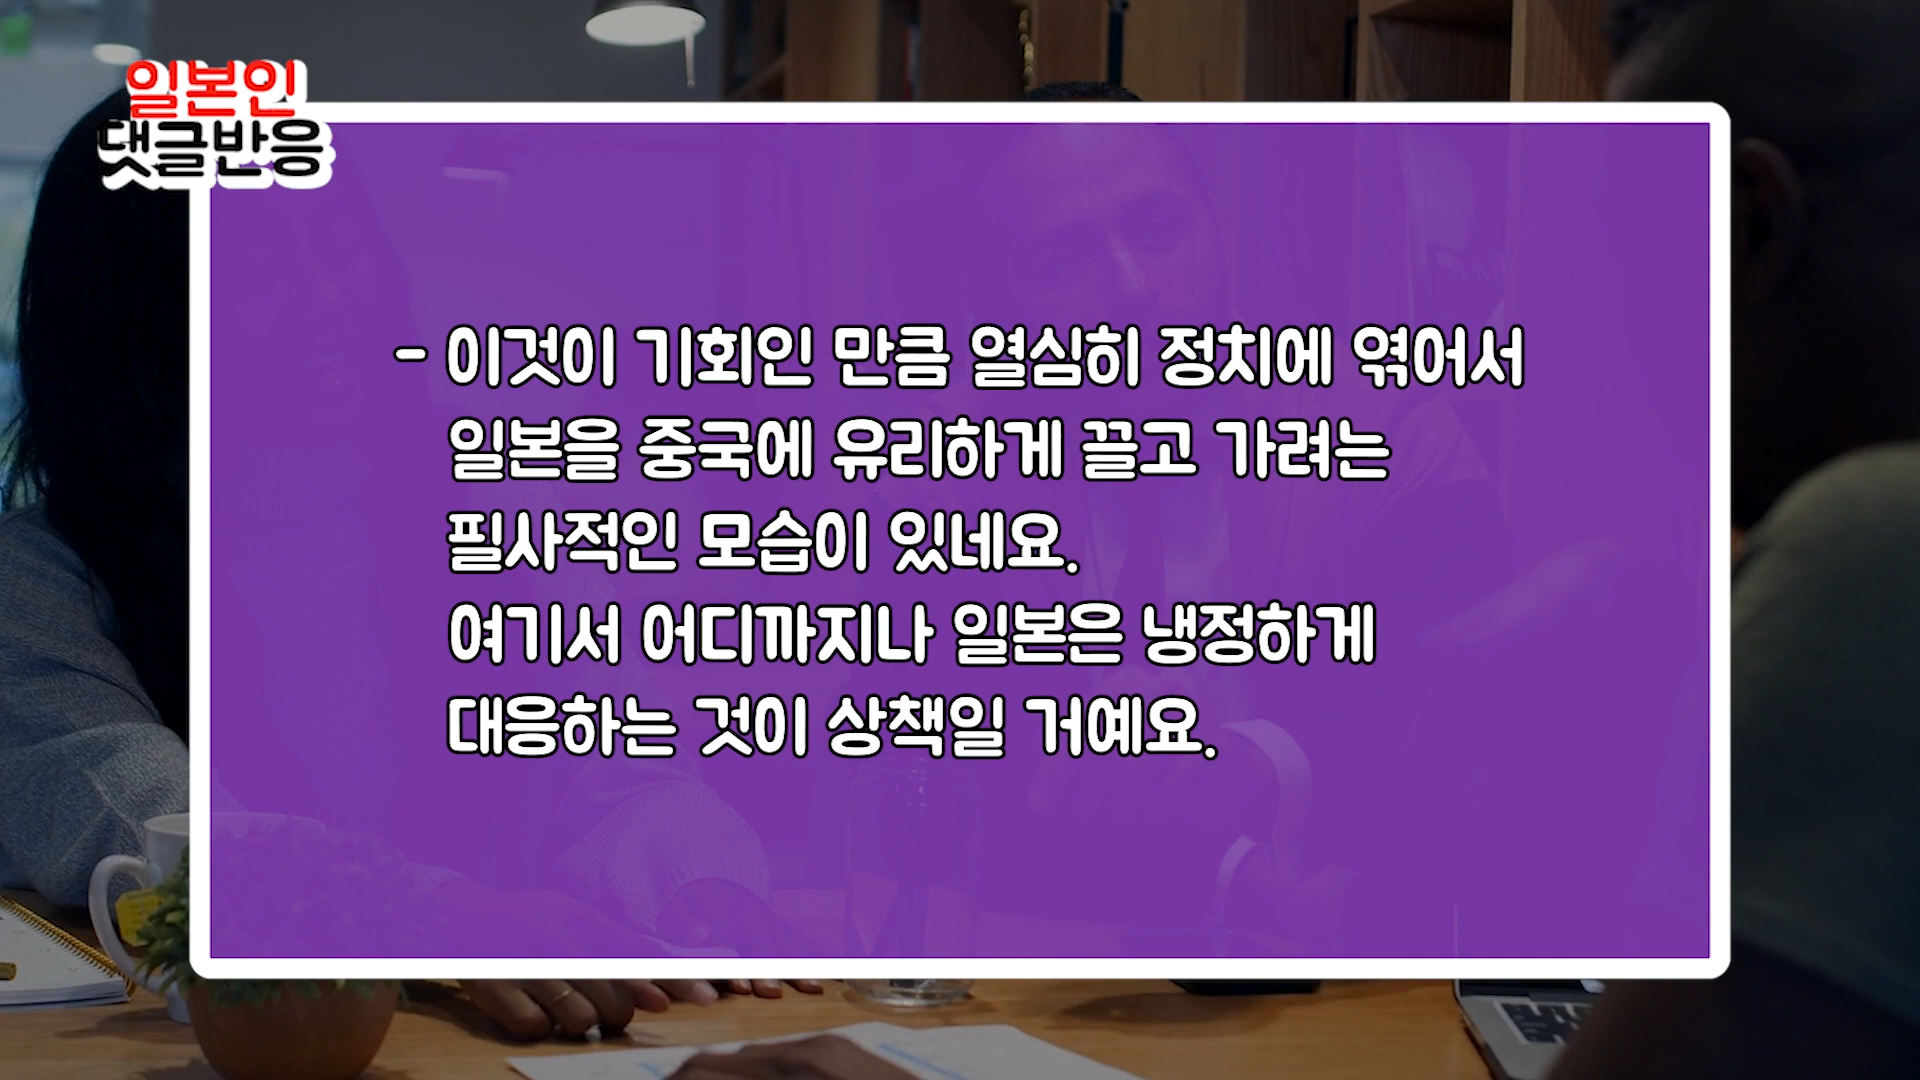 일본인
댓글반응
- 이것이 기회인 만큼 열심히 정치에 엮어서
일본을 중국에 유리하게 끌고 가려는
필사적인 모습이 있네요.
여기서 어디까지나 일본은 냉정하게
대응하는 것이 상책일 거예요.